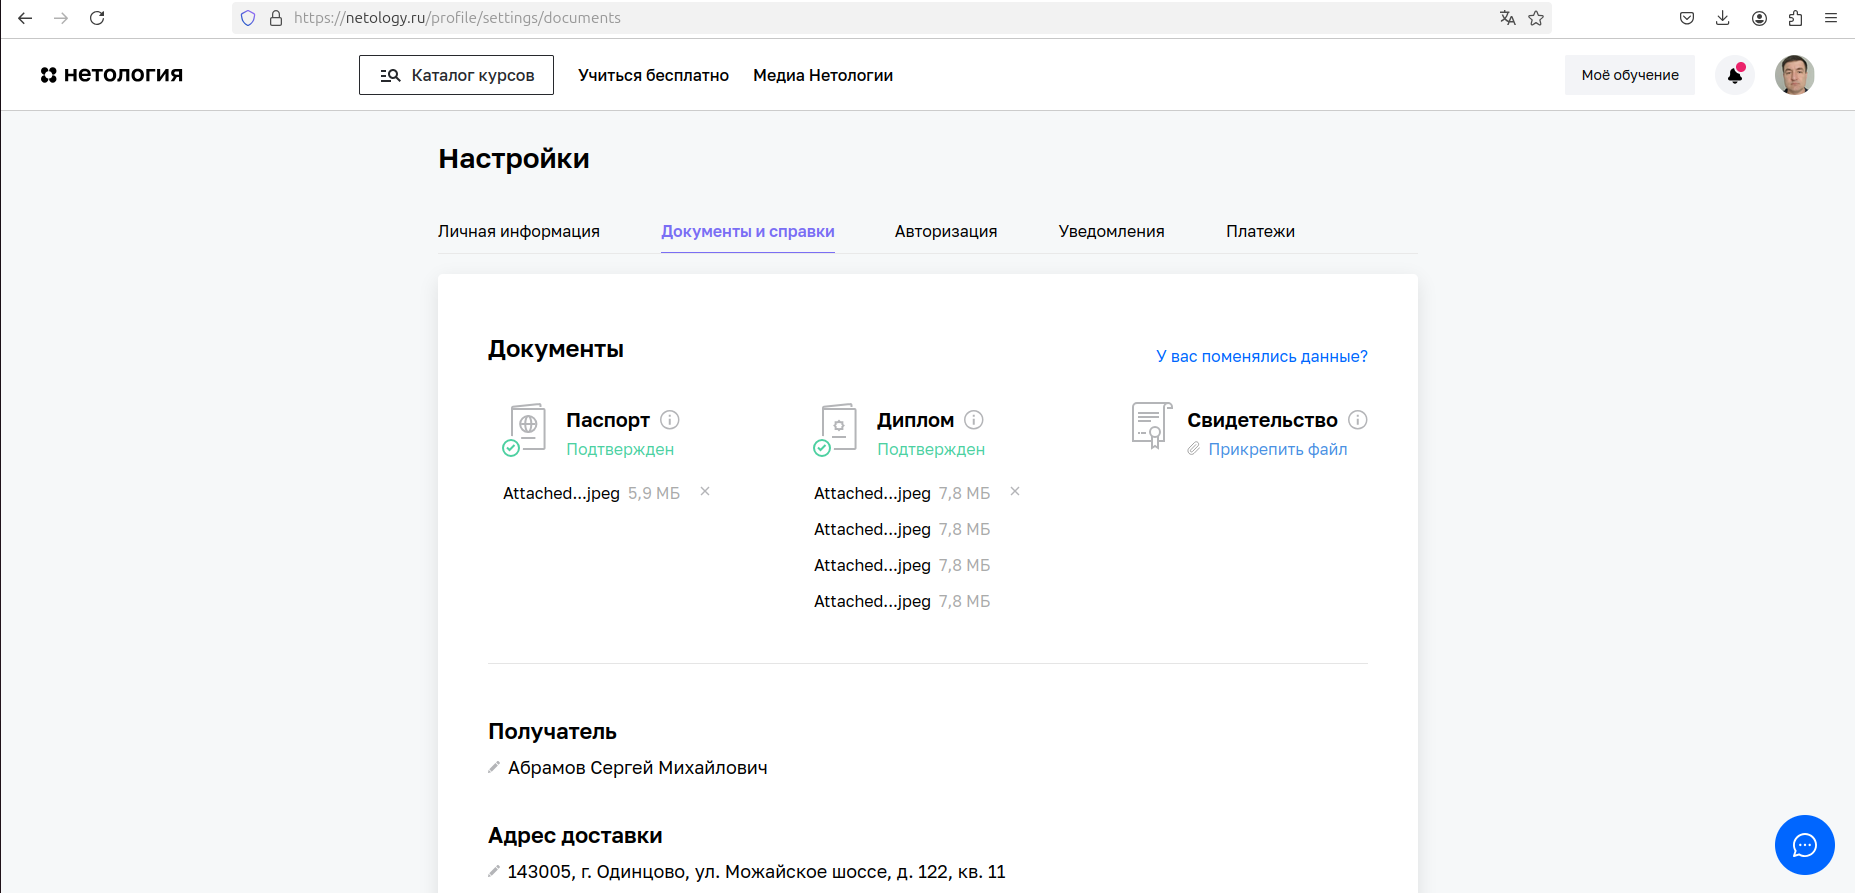 https://netology.ru/profile/settings/documents
нетология
Каталог курсов
Учиться бесплатно
Медиа Нетологии
Моё обучение
Настройки
Личная информация
Документы и справки
Авторизация
Уведомления
Платежи
Документы
У вас поменялись данные?
Паспорт
Подтвержден
Attached...jpeg 5,9 МБ
Диплом
Подтвержден
Attached...jpeg 7,8 МБ
Attached...jpeg 7,8 МБ
Attached...jpeg 7,8 МБ
Attached...jpeg 7,8 МБ
Свидетельство
Прикрепить файл
Получатель
Абрамов Сергей Михайлович
Адрес доставки
143005, г. Одинцово, ул. Можайское шоссе, д. 122, кв. 11